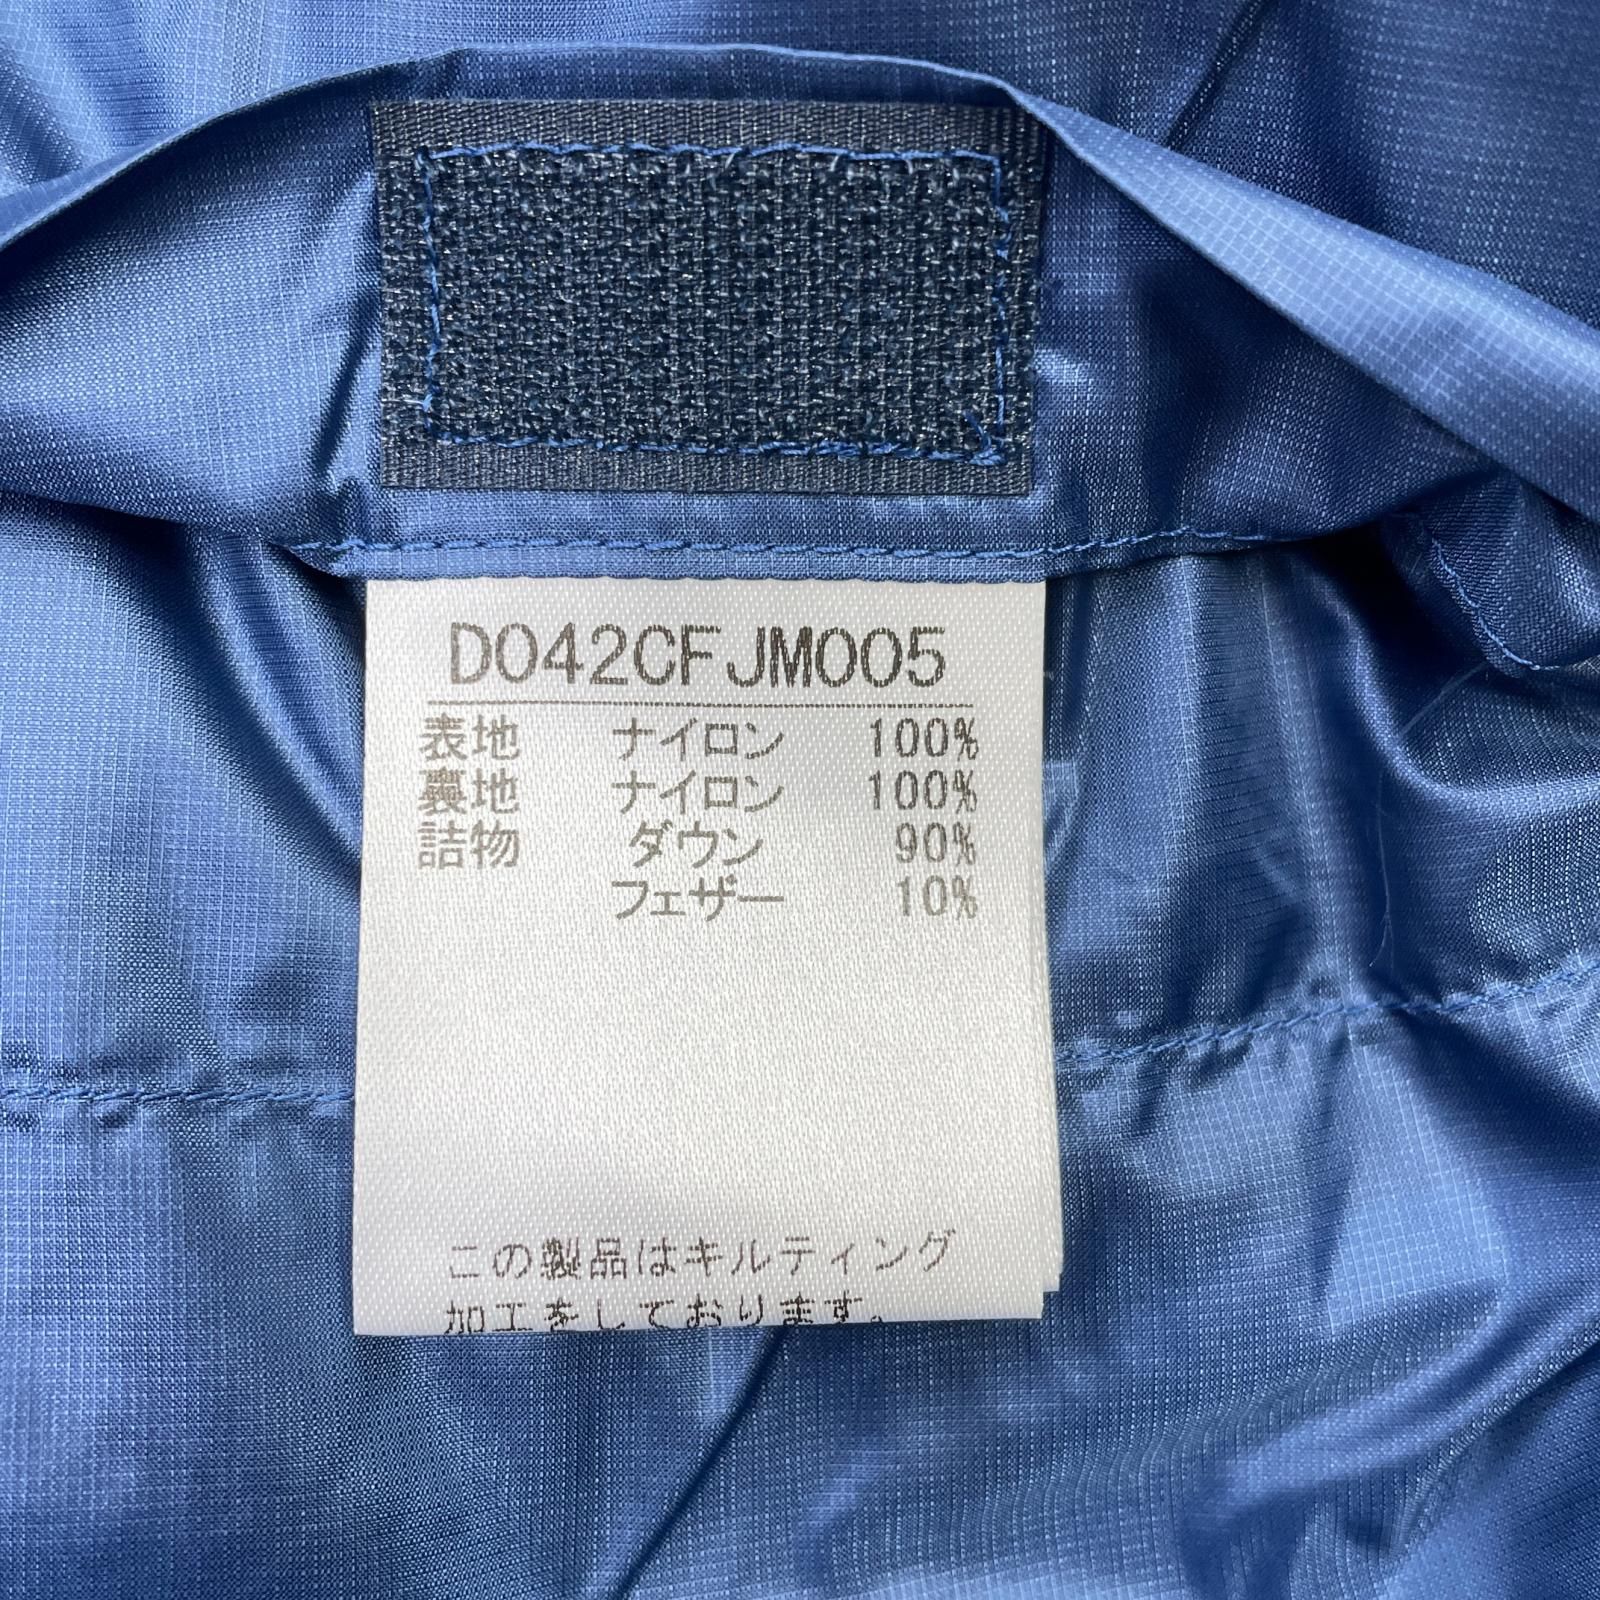 D042CFJM005
表地 ナイロン 100%
裏地 ナイロン 100%
詰物 ダウン 90%
フェザー 10%
この製品はキルティング
加工をしております。